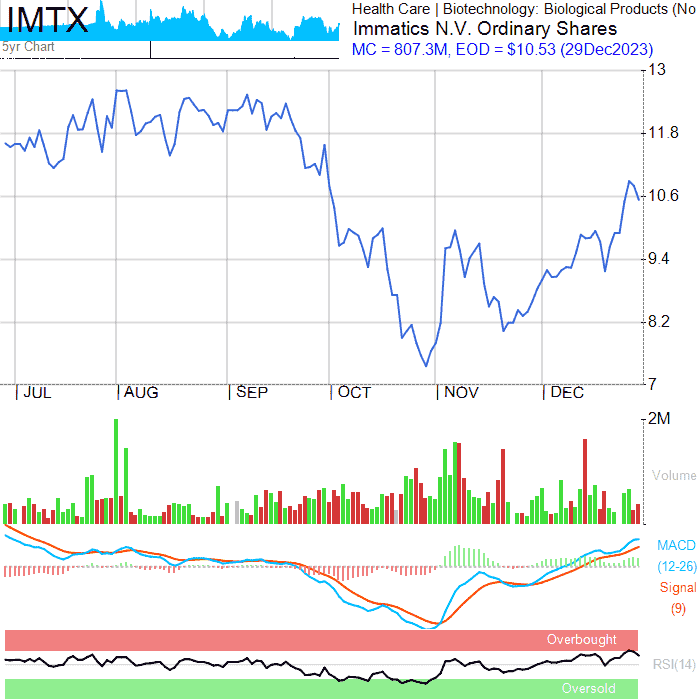 IMTX
5yr Chart
Health Care | Biotechnology: Biological Products (No
Immatics N.V. Ordinary Shares
MC = 807.3M, EOD = $10.53 (29Dec2023)
13
11.8
10.6
9.4
8.2
7
| JUL | AUG | SEP | OCT | NOV | DEC
2M
Volume
MACD
(12-26)
Signal
(9)
Overbought
RSI(14)
Oversold